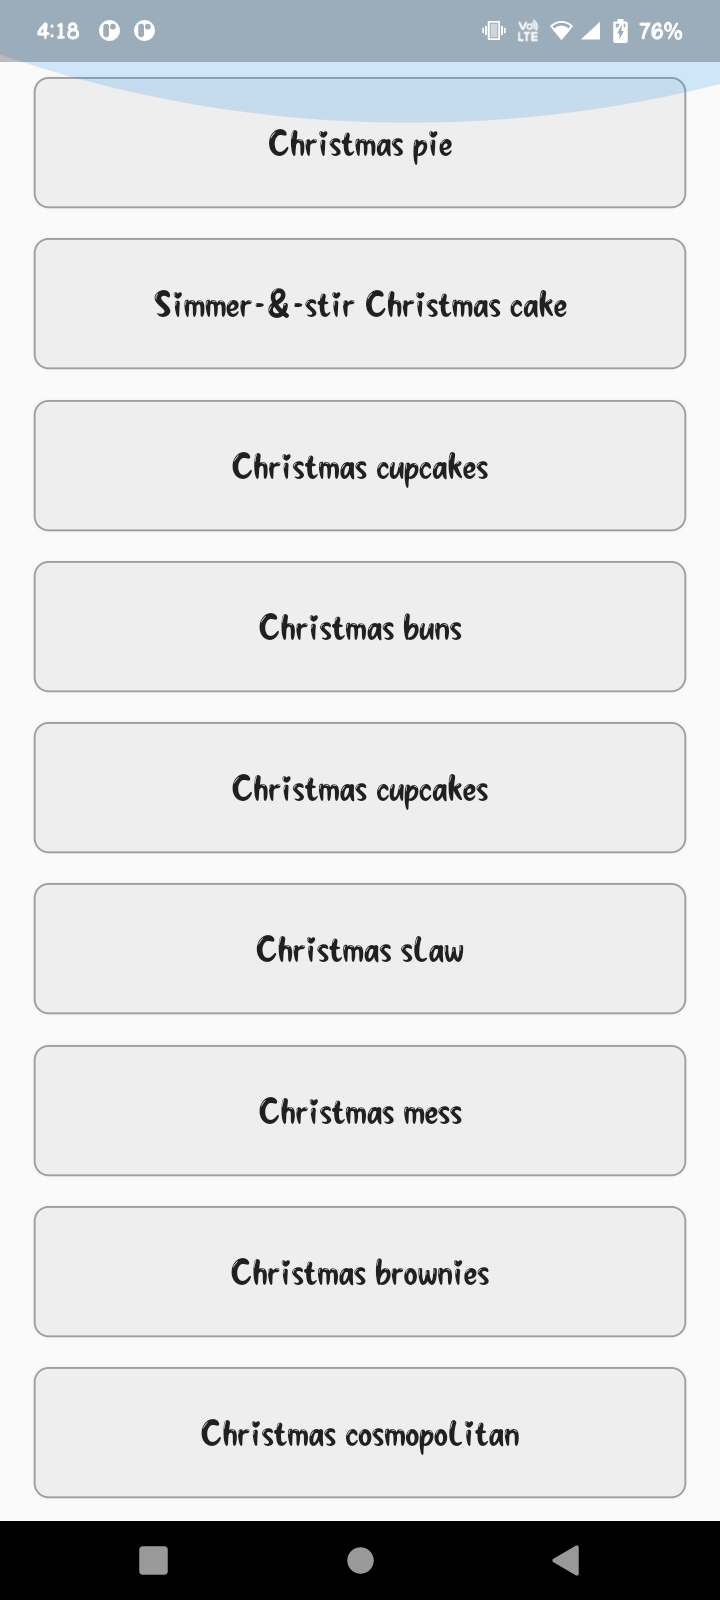 4:18
Vo) LTE
76%
Christmas pie
Simmer-&-stir Christmas cake
Christmas cupcakes
Christmas buns
Christmas cupcakes
Christmas slaw
Christmas mess
Christmas brownies
Christmas cosmopolitan